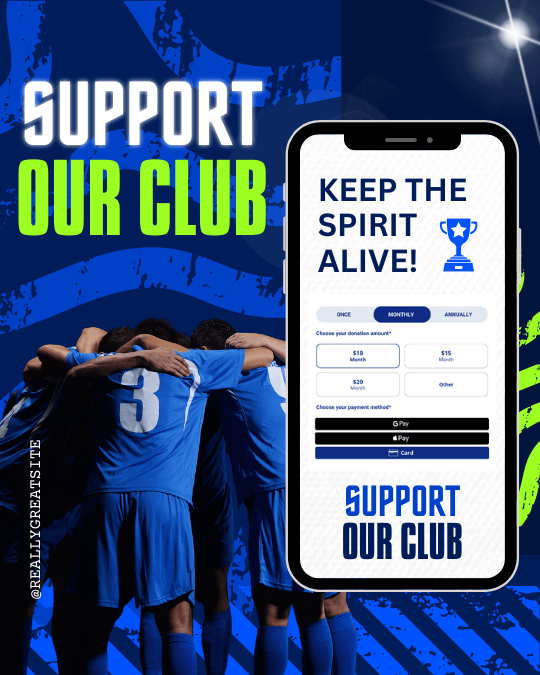 SUPPORT
OUR CLUB
KEEP THE
SPIRIT
ALIVE!
ONCE MONTHLY ANNUALLY
Choose your donation amount*
$10 $15
Month Month
$20 Other
Month
Choose your payment method*
G Pay
Pay
Card
SUPPORT
OUR CLUB
3
@REALLYGREATSITE